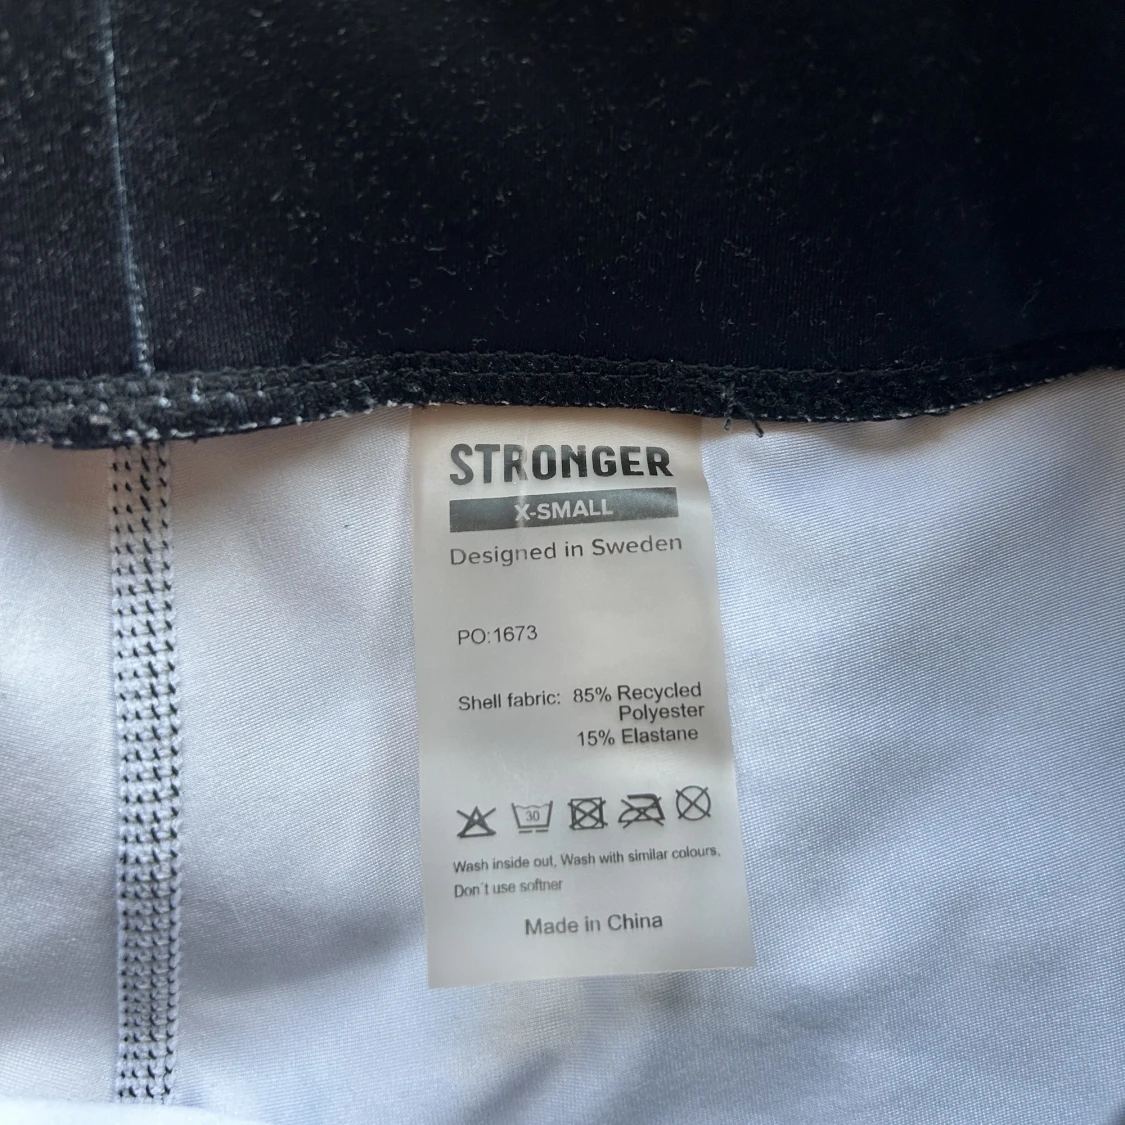 STRONGER
X-SMALL
Designed in Sweden
PO:1673
Shell fabric: 85% Recycled
Polyester
15% Elastane
30
Wash inside out, Wash with similar colours,
Don't use softner
Made in China